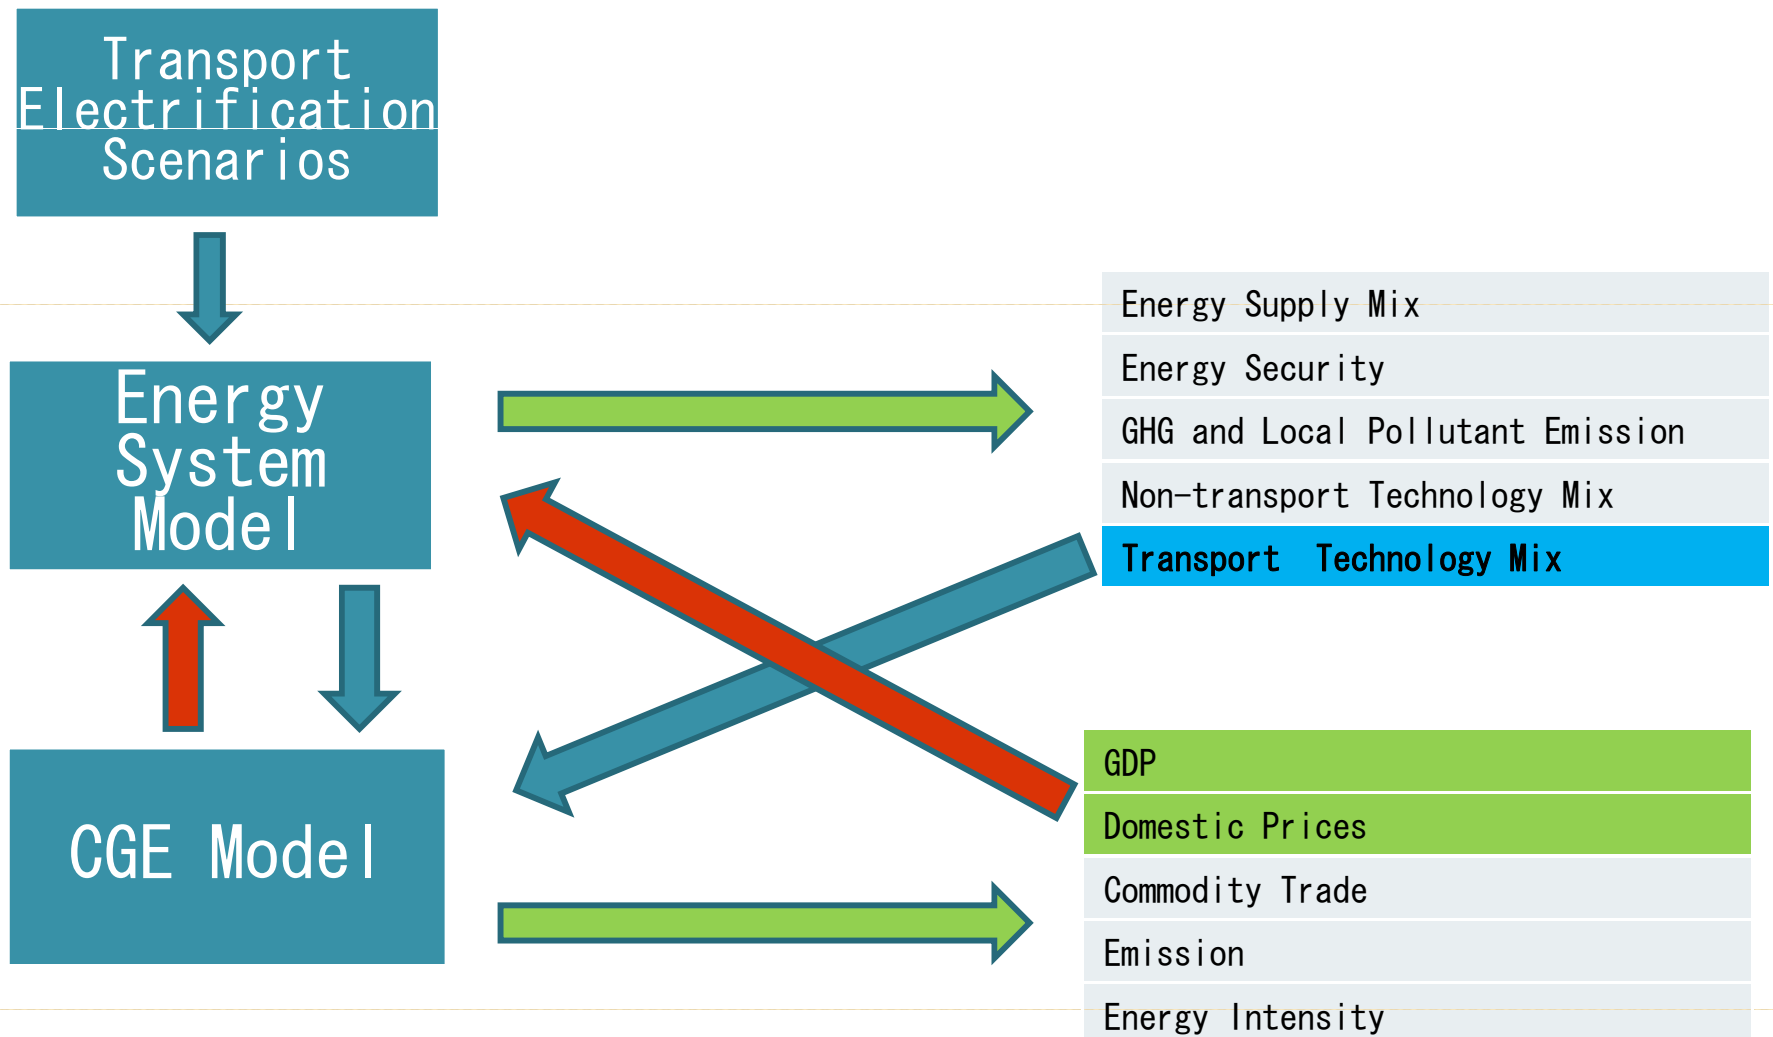 Transport
Electrification
Scenarios
Energy
System
Model
CGE Model
Energy Supply Mix
Energy Security
GHG and Local Pollutant Emission
Non-transport Technology Mix
Transport Technology Mix
GDP
Domestic Prices
Commodity Trade
Emission
Energy Intensity